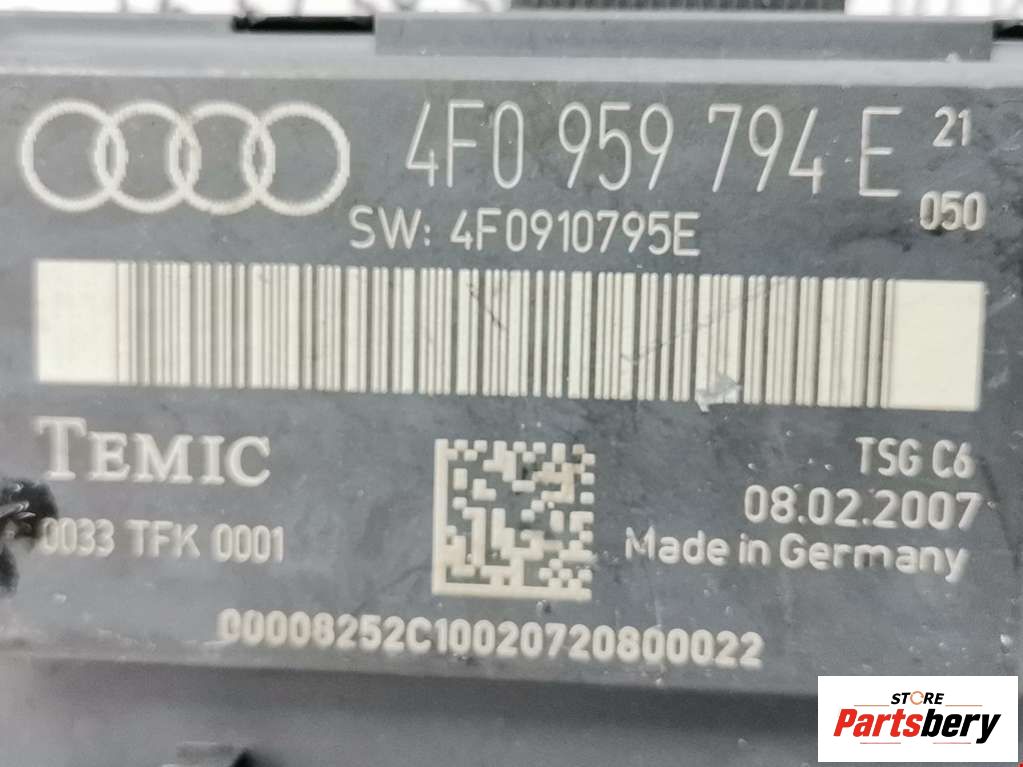 4F0 959 794 E 21
050
SW: 4F0910795E
TEMIC
TSG C6
08.02.2007
0033 TFK 0001
Made in Germany
00008252C10020720800022
STORE
Partsbery